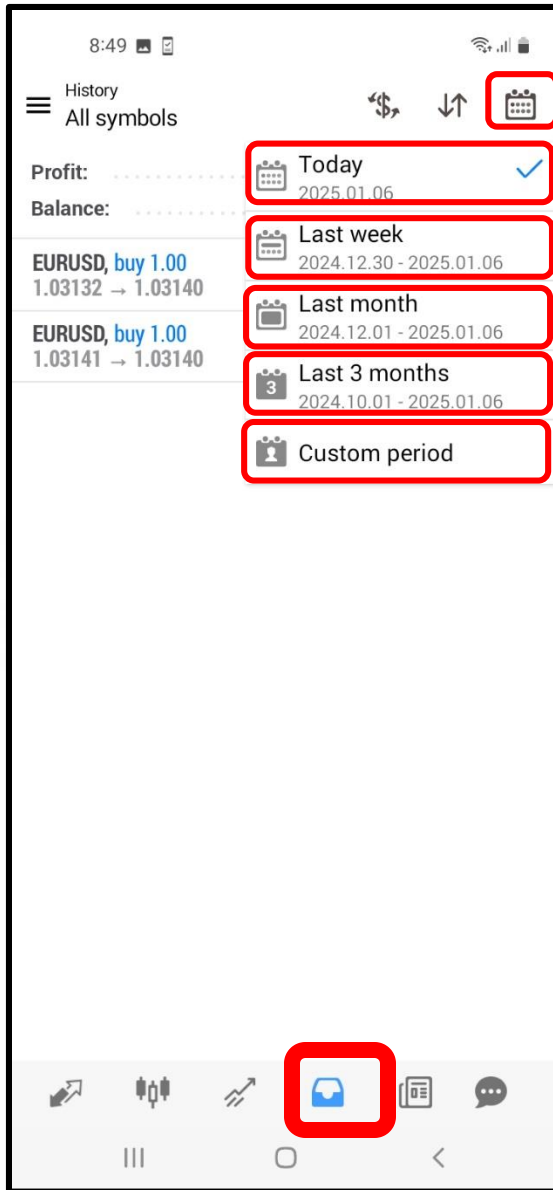 8:49
History
All symbols
Profit:
Balance:
EURUSD, buy 1.00
1.03132 → 1.03140
EURUSD, buy 1.00
1.03141 → 1.03140
Today
2025.01.06
Last week
2024.12.30 - 2025.01.06
Last month
2024.12.01 - 2025.01.06
3
Last 3 months
2024.10.01 - 2025.01.06
Custom period